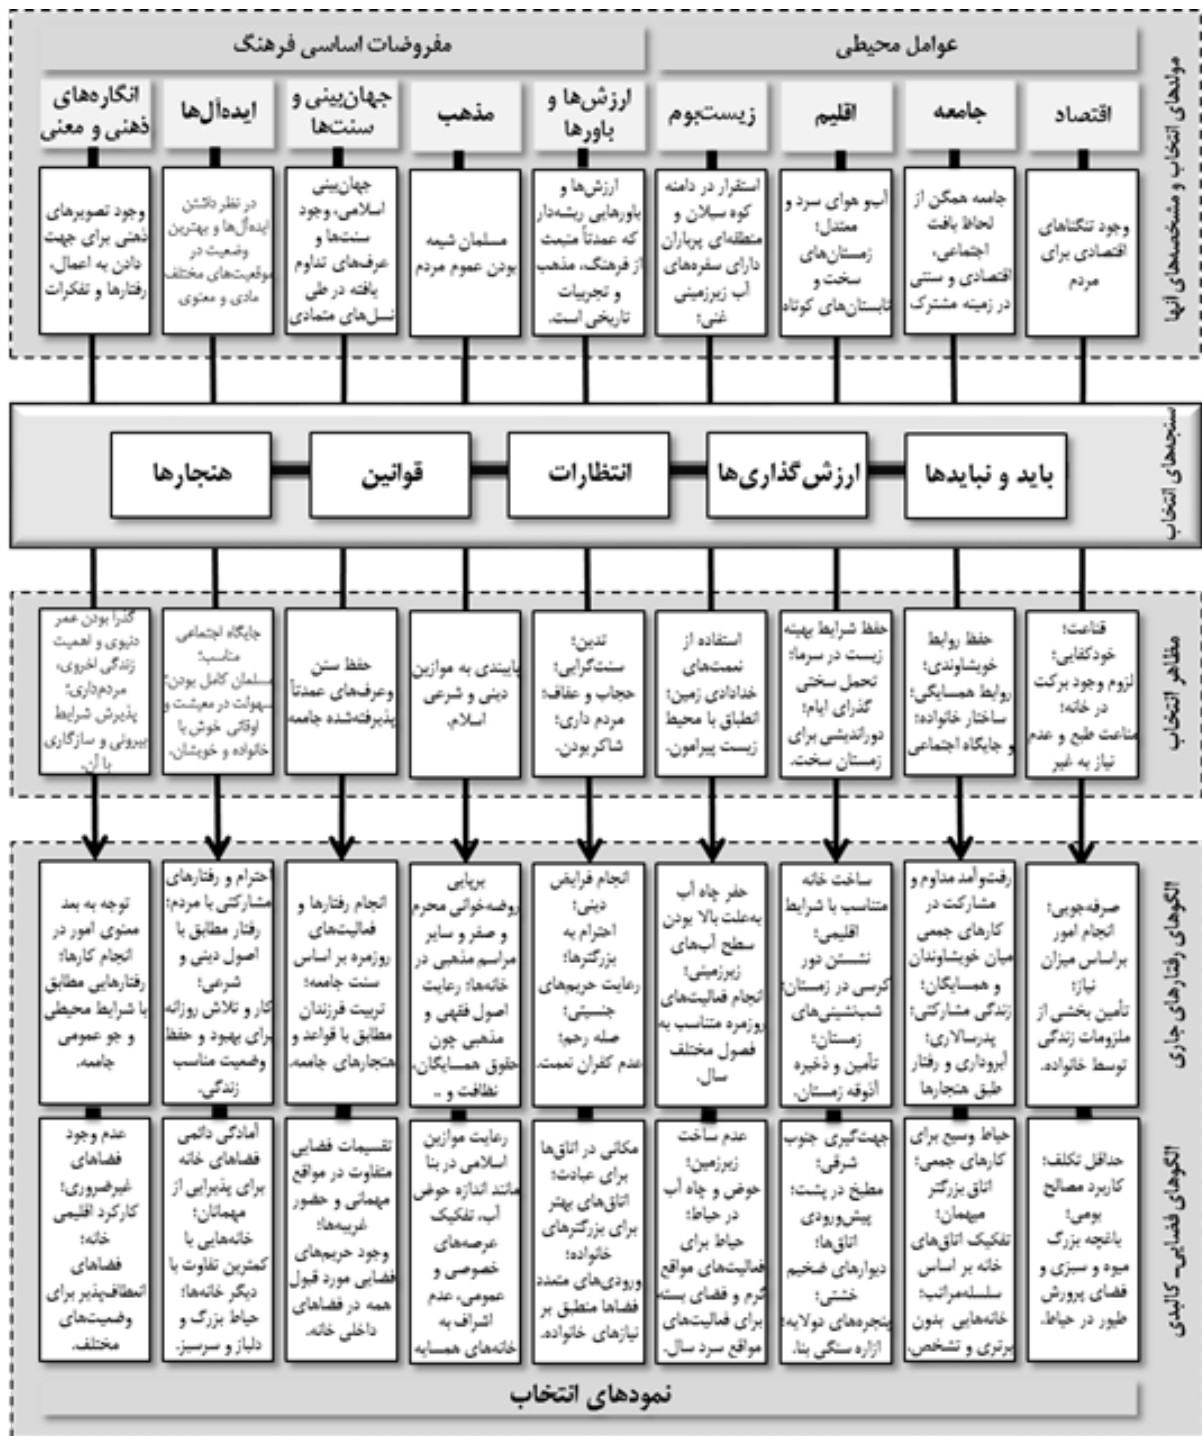 عوامل محیطی
مفروضات اساسی فرهنگ
مولدهای انتخاب و مشخصه‌های آنها
اقتصاد
جامعه
اقلیم
زیست‌بوم
ارزش‌ها و
باورها
مذهب
جهان‌بینی و
سنت‌ها
ایده‌آل‌ها
انگاره‌های
ذهنی و معنی
وجود تنگناهای
اقتصادی برای
مردم
جامعه همگن از
لحاظ بافت
اجتماعی،
اقتصادی و سنتی
در زمینه مشترک
آب‌و هوای سرد و
معتدل؛
زمستان‌های
سخت و
تابستان‌های کوتاه
استقرار در دامنه
کوه سبلان و
منطقه‌ای پرباران
دارای سفره‌های
آب زیرزمینی
غنی؛
ارزش‌ها و
باورهایی ریشه‌دار
که عمدتاً منبعث
از فرهنگ، مذهب
و تجربیات
تاریخی است.
مسلمان شیعه
بودن عموم مردم
جهان‌بینی
اسلامی، وجود
سنت‌ها و
عرف‌های تداوم
یافته در طی
نسل‌های متمادی
در نظر داشتن
ایده‌آل‌ها و بهترین
وضعیت در
موقعیت‌های مختلف
مادی و معنوی
وجود تصویرهای
ذهنی برای جهت
دادن به اعمال،
رفتارها و تفکرات
سنجه‌های انتخاب
باید و نبایدها
ارزش‌گذاری‌ها
انتظارات
قوانین
هنجارها
مظاهر انتخاب
قناعت؛
خودکفایی؛
لزوم وجود برکت
در خانه؛
مناعت طبع و عدم
نیاز به غیر
حفظ روابط
خویشاوندی؛
روابط همسایگی؛
ساختار خانواده؛
و جایگاه اجتماعی
حفظ شرایط بهینه
زیست در سرما؛
تحمل سختی
گذرای ایام؛
دوراندیشی برای
زمستان سخت.
استفاده از
نعمت‌های
خدادادی زمین؛
انطباق با محیط
زیست پیرامون.
تدین؛
سنت‌گرایی؛
حجاب و عفاف؛
مردم داری؛
شاکر بودن.
پایبندی به موازین
دینی و شرعی
اسلام.
حفظ سنن
وعرف‌های عمدتاً
پذیرفته‌شده جامعه
جایگاه اجتماعی
مناسب؛
مسلمان کامل بودن؛
سهولت در معیشت و
اوقاتی خوش با
خانواده و خویشان.
گذرا بودن عمر
دنیوی و اهمیت
زندگی اخروی،
مردم‌داری؛
پذیرش شرایط
بیرونی و سازگاری
با آن.
الگوهای رفتارهای جاری
صرفه‌جویی؛
انجام امور
براساس میزان
نیاز؛
تأمین بخشی از
ملزومات زندگی
توسط خانواده.
رفت‌وآمد مداوم و
مشارکت در
کارهای جمعی
میان خویشاوندان
و همسایگان؛
زندگی مشارکتی؛
پدرسالاری؛
آبروداری و رفتار
طبق هنجارها
ساخت خانه
متناسب با شرایط
اقلیمی؛
نشستن دور
کرسی در زمستان؛
شب‌نشینی‌های
زمستان؛
تأمین و ذخیره
آذوقه زمستان.
حفر چاه آب
به‌علت بالا بودن
سطح آب‌های
زیرزمینی؛
انجام فعالیت‌های
روزمره متناسب به
فصول مختلف
سال.
انجام فرایض
دینی؛
احترام به
بزرگترها؛
رعایت حریم‌های
جنسیتی؛
صله رحم؛
عدم کفران نعمت.
برپایی
روضه‌خوانی محرم
و صفر و سایر
مراسم مذهبی در
خانه‌ها؛ رعایت
اصول فقهی و
مذهبی چون
حقوق همسایگان،
نظافت و ..
انجام رفتارها و
فعالیت‌های
روزمره بر اساس
سنت جامعه؛
تربیت فرزندان
مطابق با قواعد و
هنجارهای جامعه.
احترام و رفتارهای
مشارکتی با مردم؛
رفتار مطابق با
اصول دینی و
شرعی؛
کار و تلاش روزانه
برای بهبود و حفظ
وضعیت مناسب
زندگی.
توجه به بعد
معنوی امور در
انجام کارها؛
رفتارهایی مطابق
با شرایط محیطی
و جو عمومی
جامعه.
الگوهای فضایی- کالبدی
حداقل تکلف؛
کاربرد مصالح
بومی؛
باغچه بزرگ
میوه و سبزی و
فضای پرورش
طیور در حیاط.
حیاط وسیع برای
کارهای جمعی؛
اتاق بزرگتر
میهمان؛
تفکیک اتاق‌های
خانه بر اساس
سلسله‌مراتب؛
خانه‌هایی بدون
برتری و تشخص.
جهت‌گیری جنوب
شرقی؛
مطبخ در پشت؛
پیش‌ورودی
اتاق‌ها؛
دیوارهای ضخیم
خشتی؛
پنجره‌های دولایه؛
ازاره سنگی بنا.
عدم ساخت
زیرزمین؛
حوض و چاه آب
در حیاط؛
حیاط برای
فعالیت‌های مواقع
گرم و فضای بسته
برای فعالیت‌های
مواقع سرد سال.
مکانی در اتاق‌ها
برای عبادت؛
اتاق‌های بهتر
برای بزرگترهای
خانواده؛
ورودی‌های متعدد
فضاها منطبق بر
نیازهای خانواده.
رعایت موازین
اسلامی در بنا
مانند اندازه حوض
آب، تفکیک
عرصه‌های
خصوصی و
عمومی، عدم
اشراف به
خانه‌های همسایه
تقسیمات فضایی
متفاوت در مواقع
مهمانی و حضور
غریبه‌ها؛
وجود حریم‌های
فضایی مورد قبول
همه در فضاهای
داخلی خانه.
آمادگی دائمی
فضاهای خانه
برای پذیرایی از
مهمانان؛
خانه‌هایی با
کمترین تفاوت با
دیگر خانه‌ها؛
حیاط بزرگ و
دلباز و سرسبز.
عدم وجود
فضاهای
غیرضروری؛
کارکرد اقلیمی
خانه؛
فضاهای
انعطاف‌پذیر برای
وضعیت‌های
مختلف.
نمودهای انتخاب